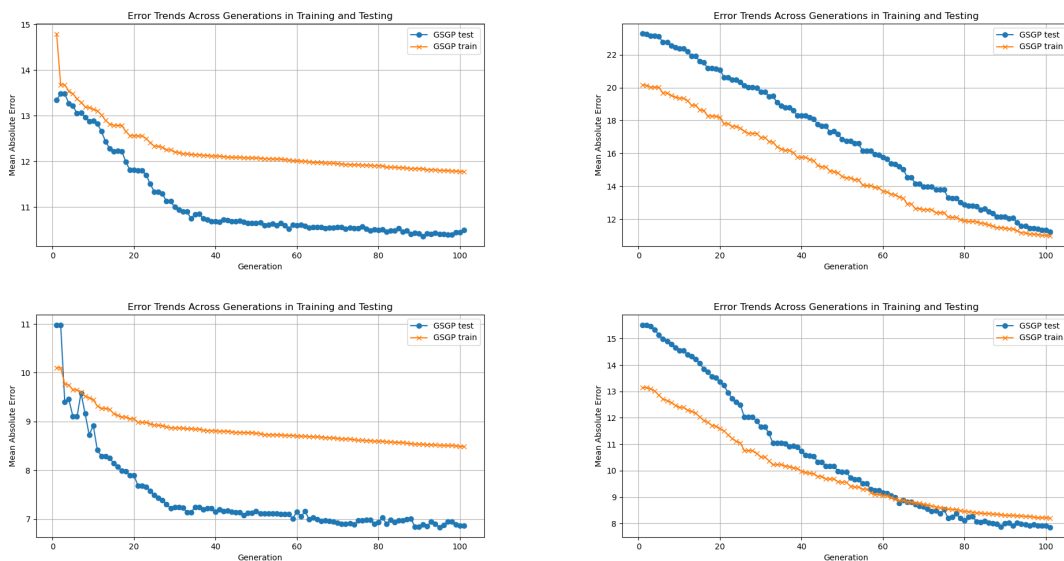 Error Trends Across Generations in Training and Testing
15
14
13
12
11
Mean Absolute Error
GSGP test
GSGP train
0
20
40
60
80
100
Generation
Error Trends Across Generations in Training and Testing
22
20
18
16
14
12
Mean Absolute Error
GSGP test
GSGP train
0
20
40
60
80
100
Generation
Error Trends Across Generations in Training and Testing
11
10
9
8
7
Mean Absolute Error
GSGP test
GSGP train
0
20
40
60
80
100
Generation
Error Trends Across Generations in Training and Testing
15
14
13
12
11
10
9
8
Mean Absolute Error
GSGP test
GSGP train
0
20
40
60
80
100
Generation